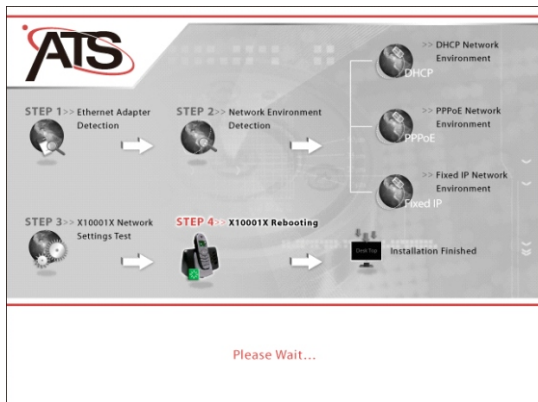 ATS
>> DHCP Network
Environment
DHCP
STEP 1>> Ethernet Adapter
Detection
STEP 2>> Network Environment
Detection
>> PPPoE Network
Environment
PPPoE
>> Fixed IP Network
Environment
Fixed IP
STEP 3>> X10001X Network
Settings Test
STEP 4>> X10001X Rebooting
DeskTop
Installation Finished
Please Wait...